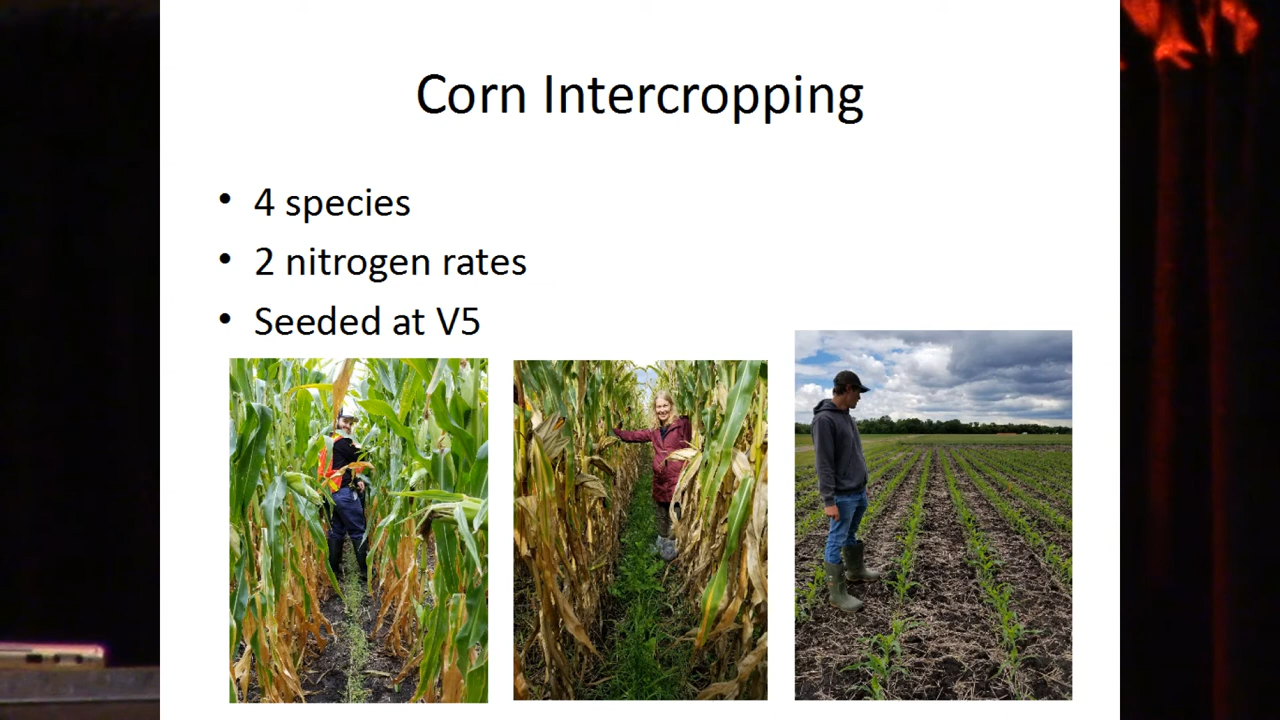 Corn Intercropping
• 4 species
• 2 nitrogen rates
• Seeded at V5